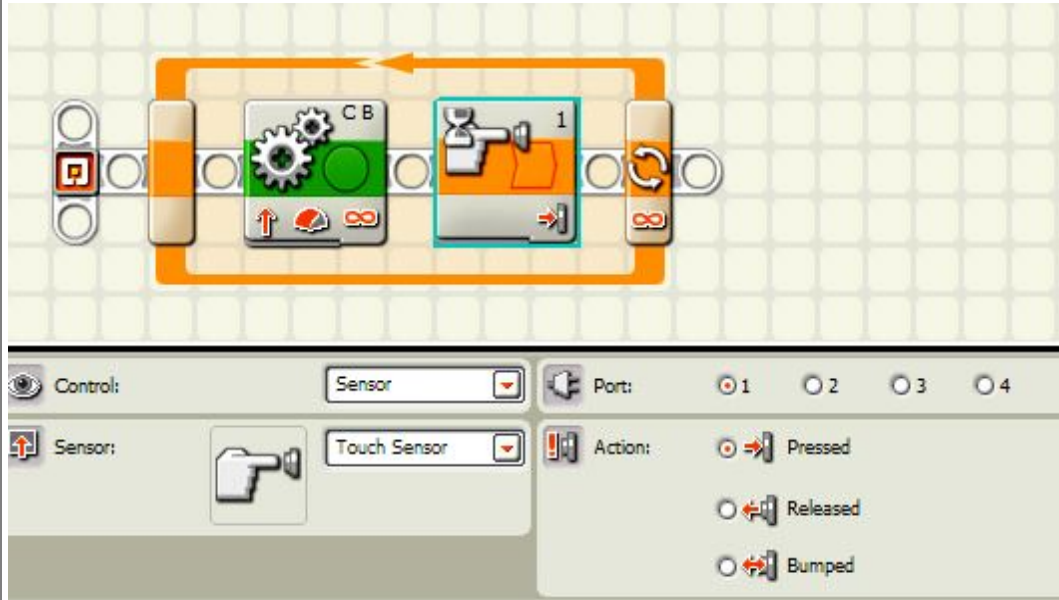 C B
1
Control:
Sensor
Port:
1
2
3
4
Sensor:
Touch Sensor
Action:
Pressed
Released
Bumped